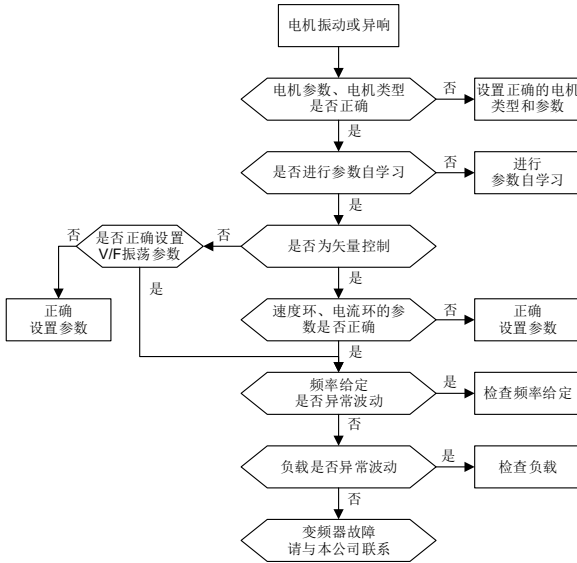 电机振动或异响
电机参数、电机类型
是否正确
否
设置正确的电机
类型和参数
是
是否进行参数自学习
否
进行
参数自学习
是
否
是否正确设置
V/F振荡参数
否
是否为矢量控制
是
是
正确
设置参数
速度环、电流环的参
数是否正确
否
正确
设置参数
是
频率给定
是否异常波动
是
检查频率给定
否
负载是否异常波动
是
检查负载
否
变频器故障
请与本公司联系